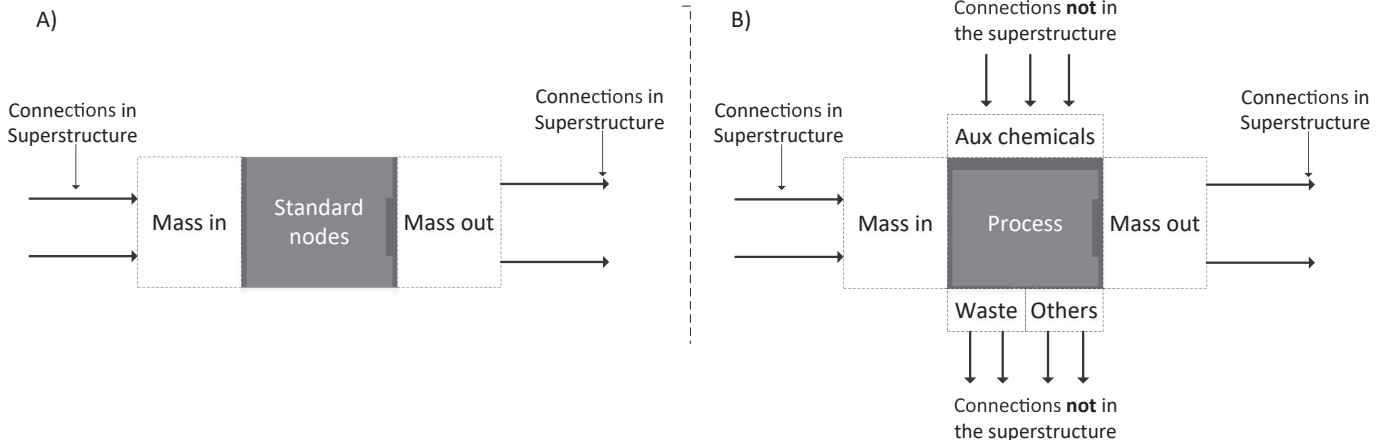 A)
Connections in
Superstructure
Mass in
Standard
nodes
Mass out
Connections in
Superstructure
B)
Connections not in
the superstructure
Connections in
Superstructure
Aux chemicals
Mass in
Process
Mass out
Connections in
Superstructure
Waste
Others
Connections not in
the superstructure